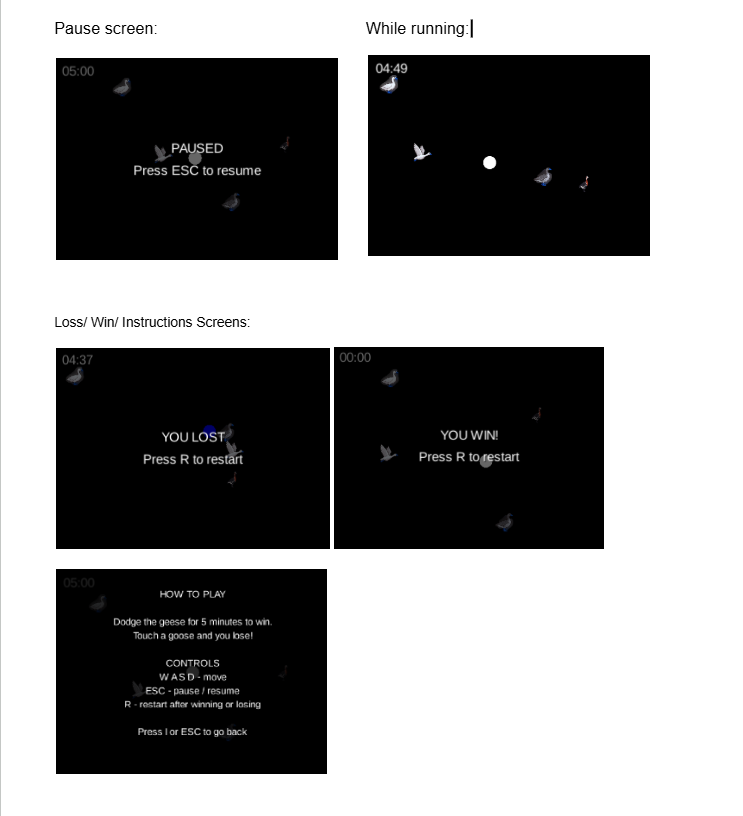 Pause screen:
While running:
05:00
PAUSED
Press ESC to resume
04:49
Loss/ Win/ Instructions Screens:
04:37
YOU LOST
Press R to restart
00:00
YOU WIN!
Press R to restart
05:00
HOW TO PLAY
Dodge the geese for 5 minutes to win.
Touch a goose and you lose!
CONTROLS
W A S D - move
ESC - pause / resume
R - restart after winning or losing
Press I or ESC to go back